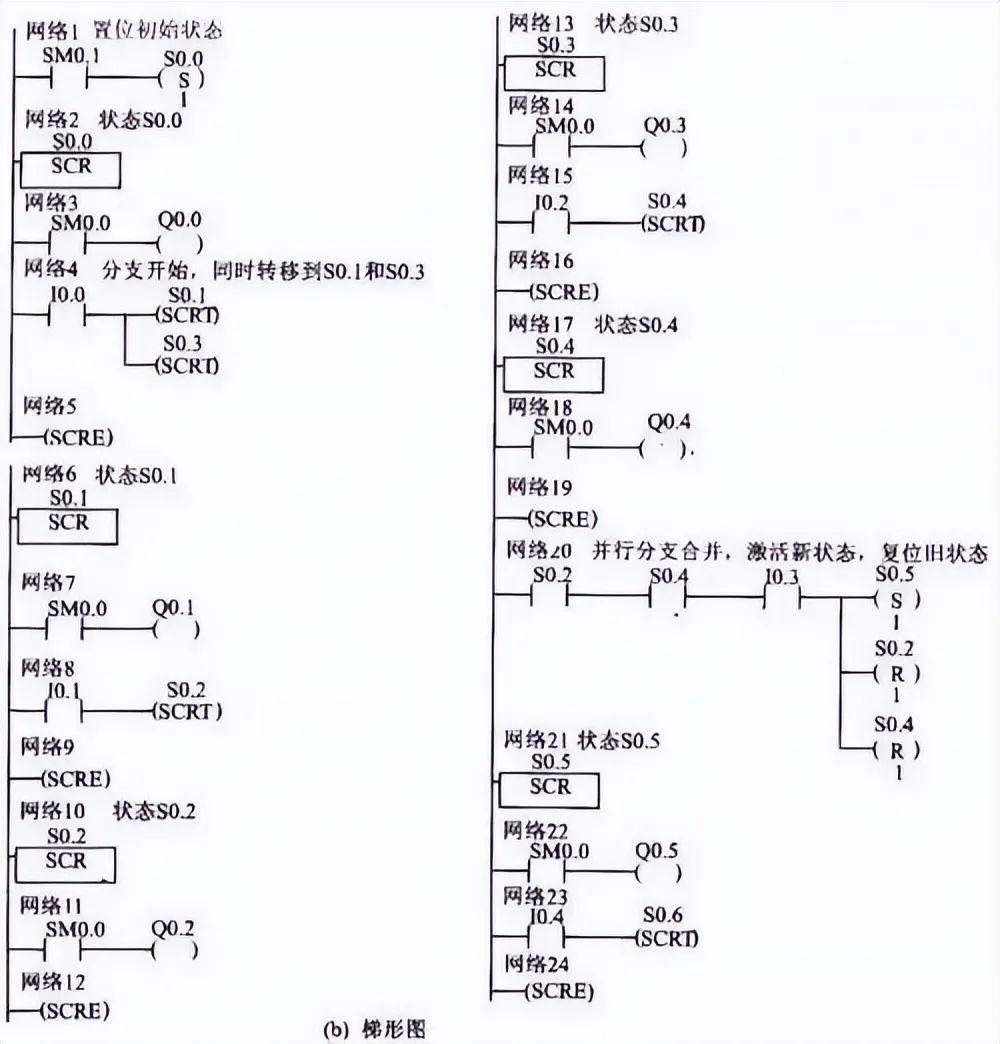 网络1 置位初始状态
SM0.1 S0.0
S
1
网络2 状态S0.0
S0.0
SCR
网络3
SM0.0 Q0.0
网络4 分支开始，同时转移到S0.1和S0.3
I0.0 S0.1
(SCRT)
S0.3
(SCRT)
网络5
(SCRE)
网络6 状态S0.1
S0.1
SCR
网络7
SM0.0 Q0.1
网络8
I0.1 S0.2
(SCRT)
网络9
(SCRE)
网络10 状态S0.2
S0.2
SCR
网络11
SM0.0 Q0.2
网络12
(SCRE)
网络13 状态S0.3
S0.3
SCR
网络14
SM0.0 Q0.3
网络15
I0.2 S0.4
(SCRT)
网络16
(SCRE)
网络17 状态S0.4
S0.4
SCR
网络18
SM0.0 Q0.4
网络19
(SCRE)
网络20 并行分支合并，激活新状态，复位旧状态
S0.2 S0.4 I0.3 S0.5
S
1
S0.2
R
1
S0.4
R
1
网络21 状态S0.5
S0.5
SCR
网络22
SM0.0 Q0.5
网络23
I0.4 S0.6
(SCRT)
网络24
(SCRE)
(b) 梯形图